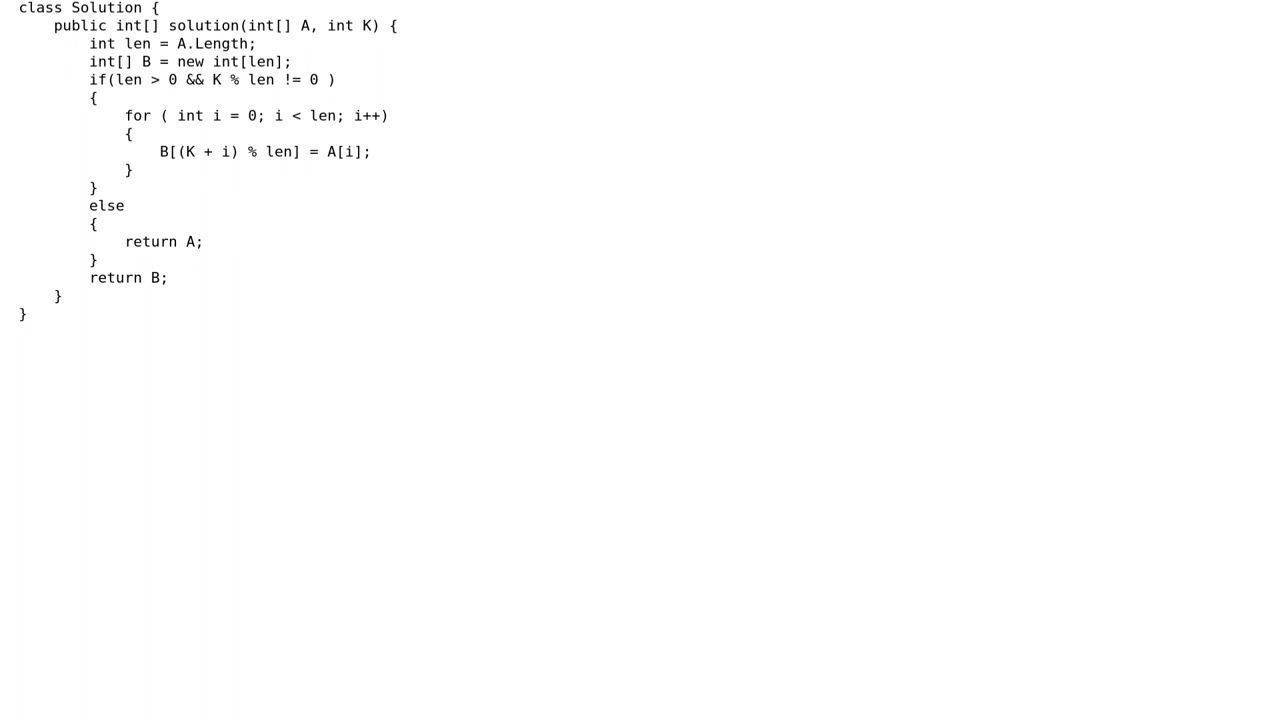 class Solution {
    public int[] solution(int[] A, int K) {
        int len = A.Length;
        int[] B = new int[len];
        if(len > 0 && K % len != 0 )
        {
            for ( int i = 0; i < len; i++)
            {
                B[(K + i) % len] = A[i];
            }
        }
        else
        {
            return A;
        }
        return B;
    }
}